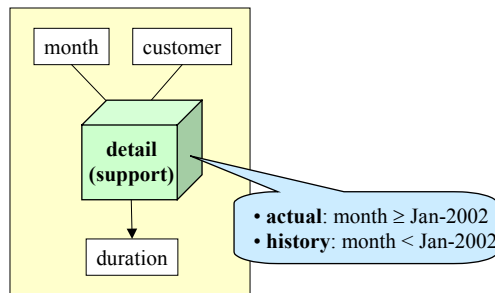 month
customer
detail
(support)
• actual: month ≥ Jan-2002
• history: month < Jan-2002
duration